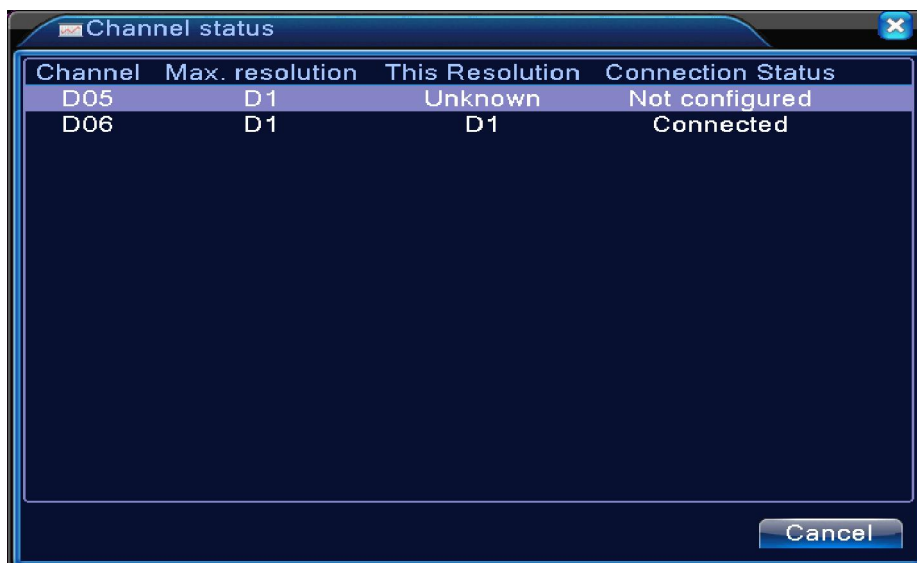 Channel status
Channel Max. resolution This Resolution Connection Status
D05 D1 Unknown Not configured
D06 D1 D1 Connected
Cancel